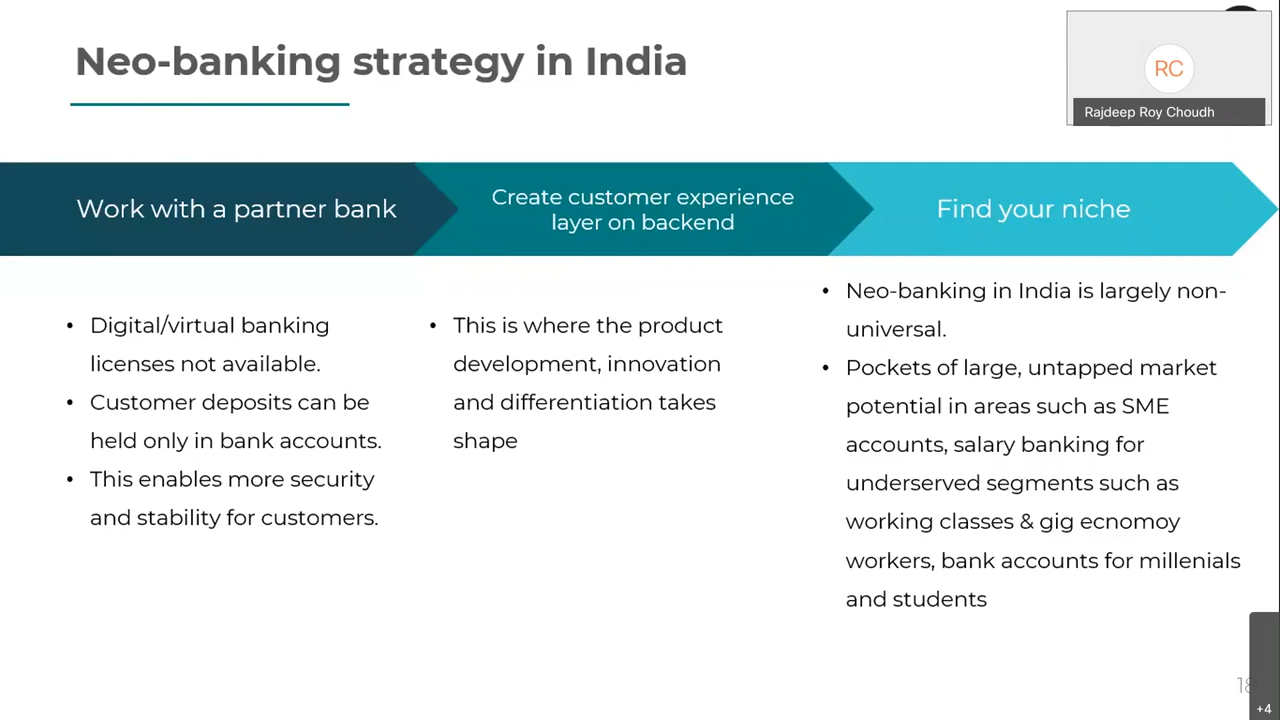 Neo-banking strategy in India
RC
Rajdeep Roy Choudh
Work with a partner bank
Create customer experience
layer on backend
Find your niche
• Digital/virtual banking
licenses not available.
• Customer deposits can be
held only in bank accounts.
• This enables more security
and stability for customers.
• This is where the product
development, innovation
and differentiation takes
shape
• Neo-banking in India is largely non-
universal.
• Pockets of large, untapped market
potential in areas such as SME
accounts, salary banking for
underserved segments such as
working classes & gig ecnomoy
workers, bank accounts for millenials
and students
+4